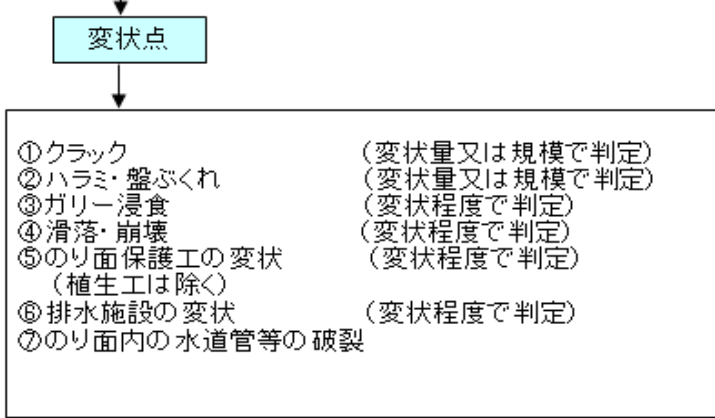 変状点
①クラック (変状量又は規模で判定)
②ハラミ・盤ぶくれ (変状量又は規模で判定)
③ガリー浸食 (変状程度で判定)
④滑落・崩壊 (変状程度で判定)
⑤のり面保護工の変状 (変状程度で判定)
(植生工は除く)
⑥排水施設の変状 (変状程度で判定)
⑦のり面内の水道管等の破裂